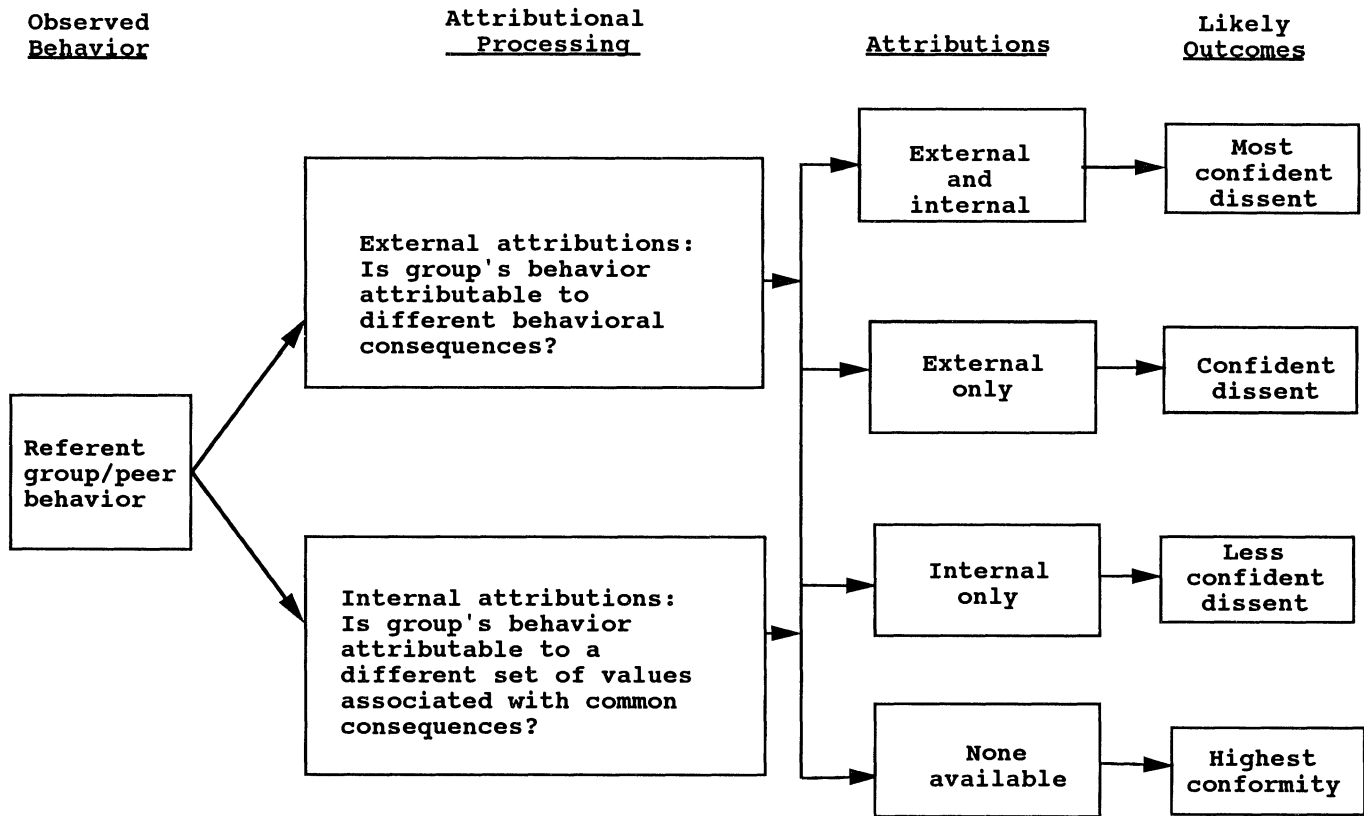 Observed
Behavior
Attributional
Processing
Attributions
Likely
Outcomes
Referent
group/peer
behavior
External attributions:
Is group's behavior
attributable to
different behavioral
consequences?
Internal attributions:
Is group's behavior
attributable to a
different set of values
associated with common
consequences?
External
and
internal
Most
confident
dissent
External
only
Confident
dissent
Internal
only
Less
confident
dissent
None
available
Highest
conformity